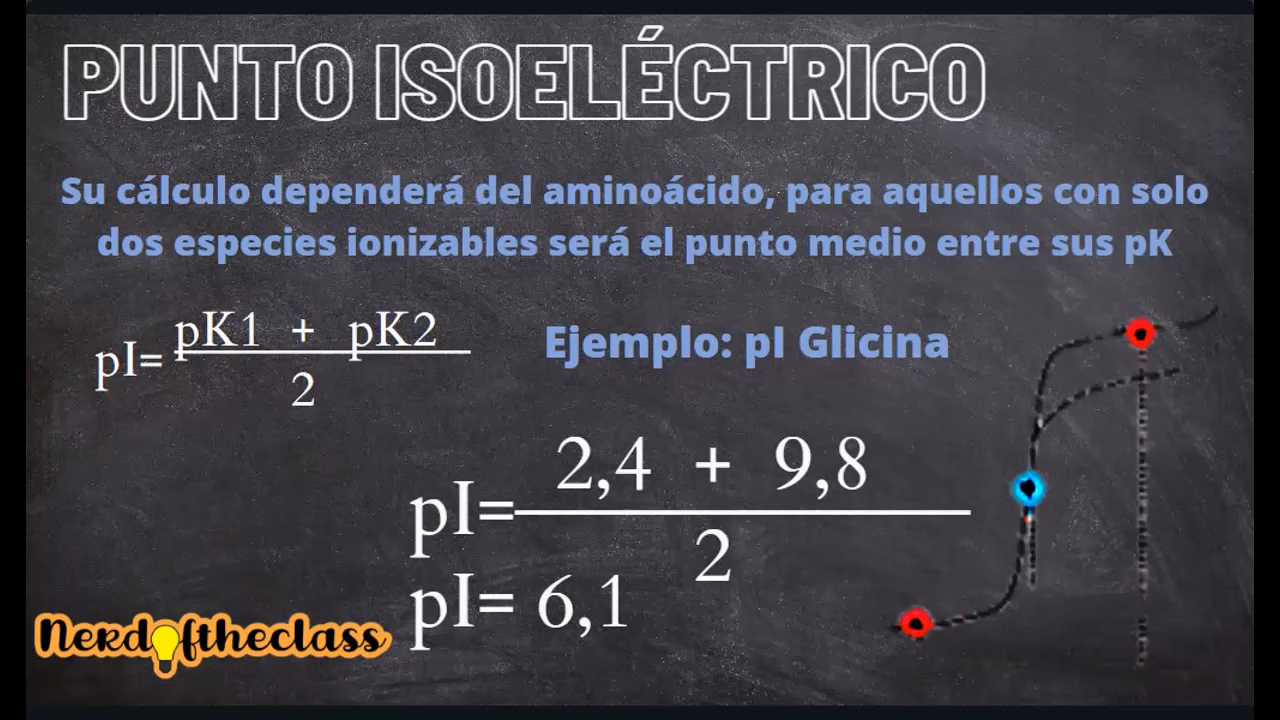 PUNTO ISOELÉCTRICO
Su cálculo dependerá del aminoácido, para aquellos con solo
dos especies ionizables será el punto medio entre sus pK
pI= pK1 + pK2
2
Ejemplo: pI Glicina
pI= 2,4 + 9,8
2
pI= 6,1
Nerdoftheclass